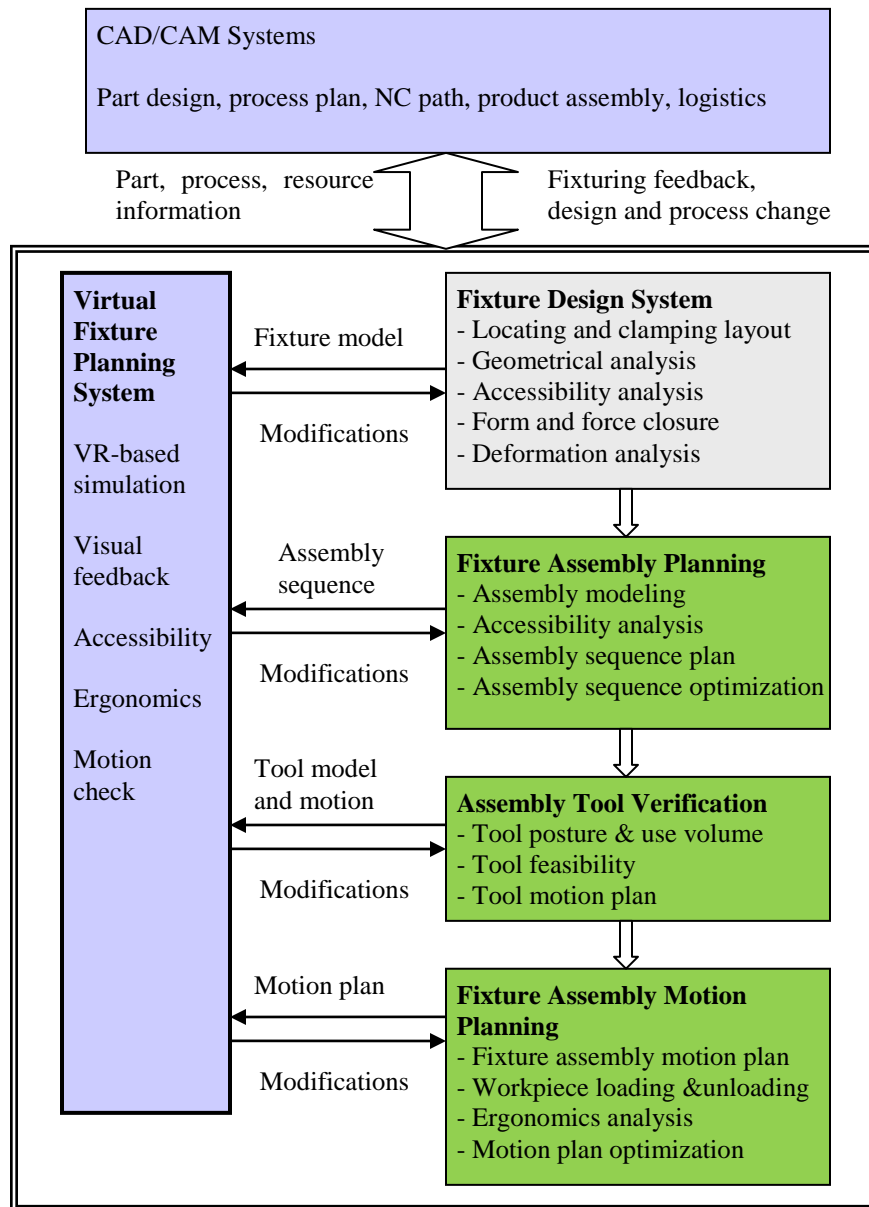 CAD/CAM Systems
Part design, process plan, NC path, product assembly, logistics
Part, process, resource
information
Fixturing feedback,
design and process change
Virtual
Fixture
Planning
System
VR-based
simulation
Visual
feedback
Accessibility
Ergonomics
Motion
check
Fixture model
Modifications
Fixture Design System
- Locating and clamping layout
- Geometrical analysis
- Accessibility analysis
- Form and force closure
- Deformation analysis
Assembly
sequence
Modifications
Fixture Assembly Planning
- Assembly modeling
- Accessibility analysis
- Assembly sequence plan
- Assembly sequence optimization
Tool model
and motion
Modifications
Assembly Tool Verification
- Tool posture & use volume
- Tool feasibility
- Tool motion plan
Motion plan
Modifications
Fixture Assembly Motion
Planning
- Fixture assembly motion plan
- Workpiece loading &unloading
- Ergonomics analysis
- Motion plan optimization